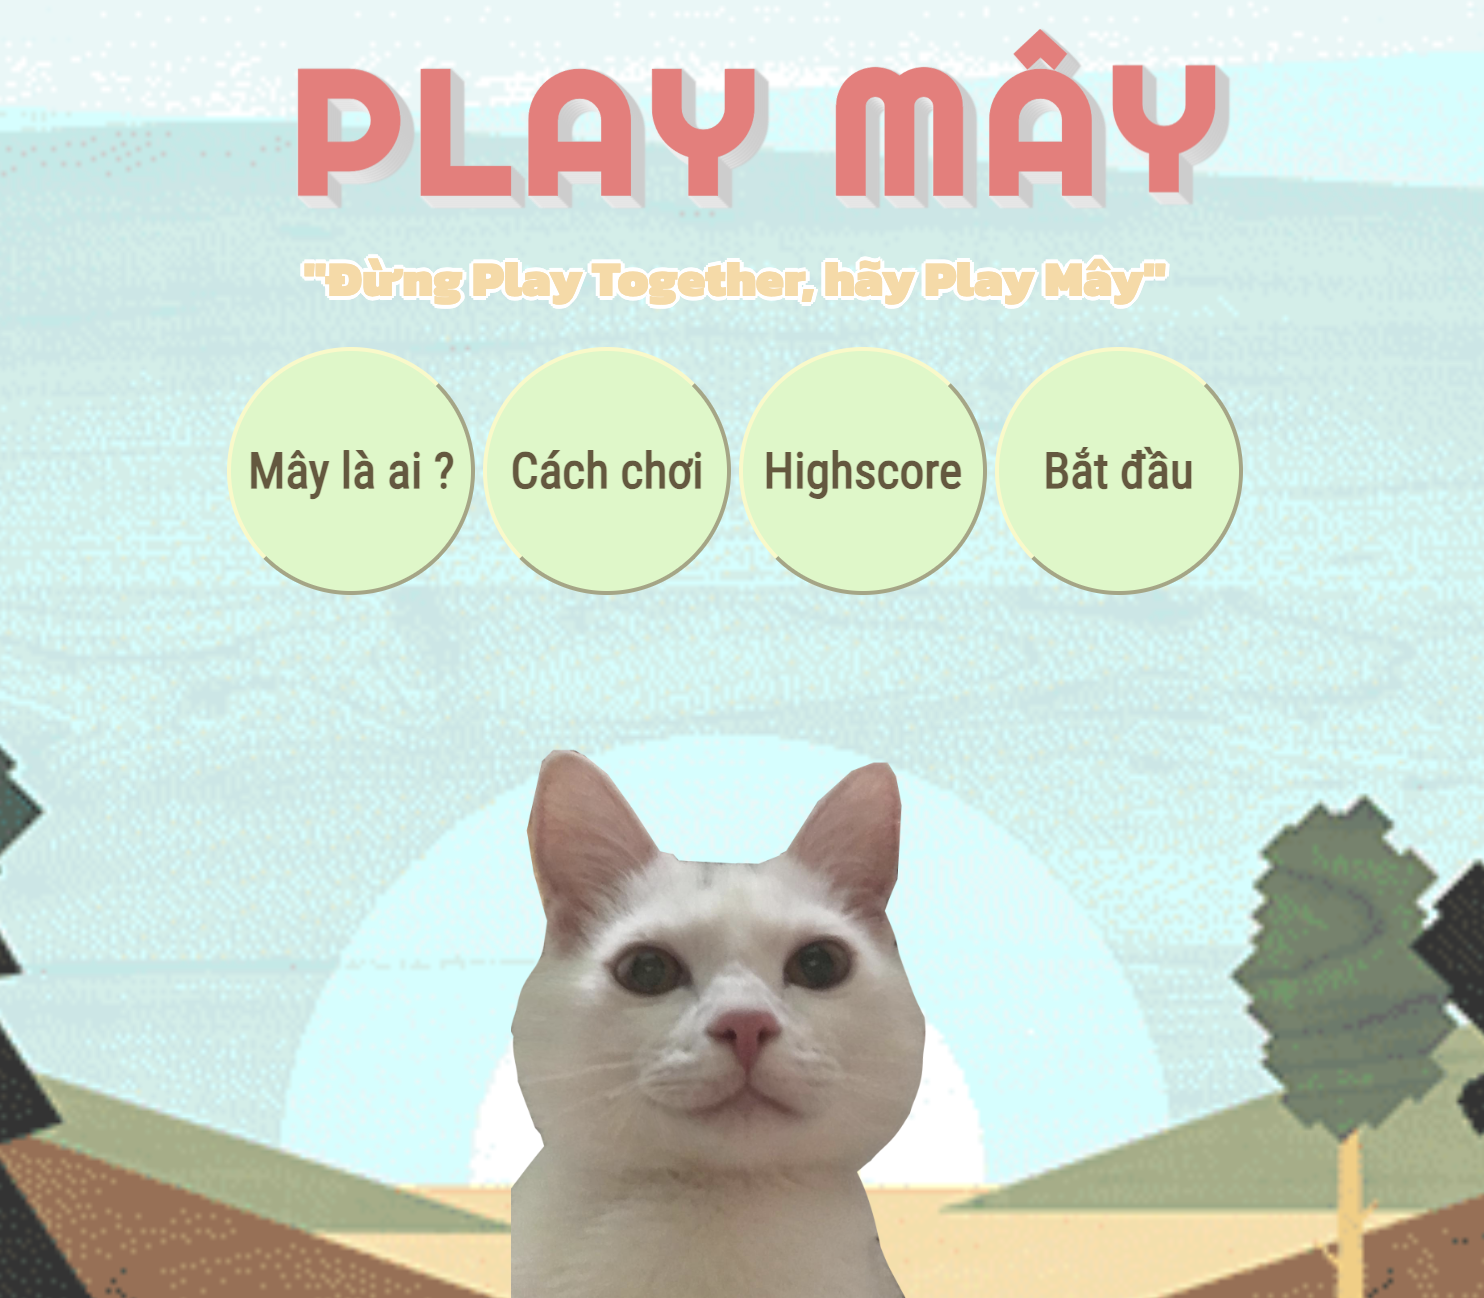 PLAY MÂY
"Đừng Play Together, hãy Play Mây"
Mây là ai ?
Cách chơi
Highscore
Bắt đầu